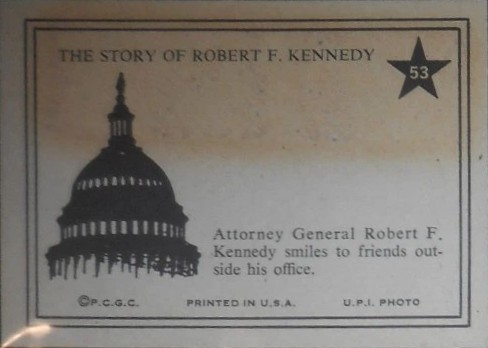 THE STORY OF ROBERT F. KENNEDY
53
Attorney General Robert F.
Kennedy smiles to friends out-
side his office.
©P.C.G.C. PRINTED IN U.S.A. U.P.I. PHOTO